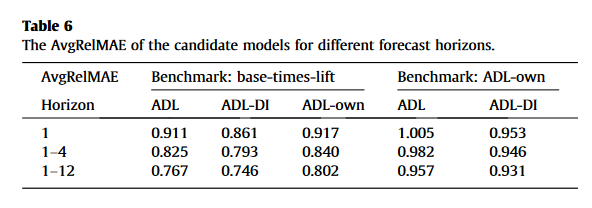 Table 6
The AvgRelMAE of the candidate models for different forecast horizons.
AvgRelMAE Benchmark: base-times-lift Benchmark: ADL-own
Horizon ADL ADL-DI ADL-own ADL ADL-DI
1 0.911 0.861 0.917 1.005 0.953
1–4 0.825 0.793 0.840 0.982 0.946
1–12 0.767 0.746 0.802 0.957 0.931